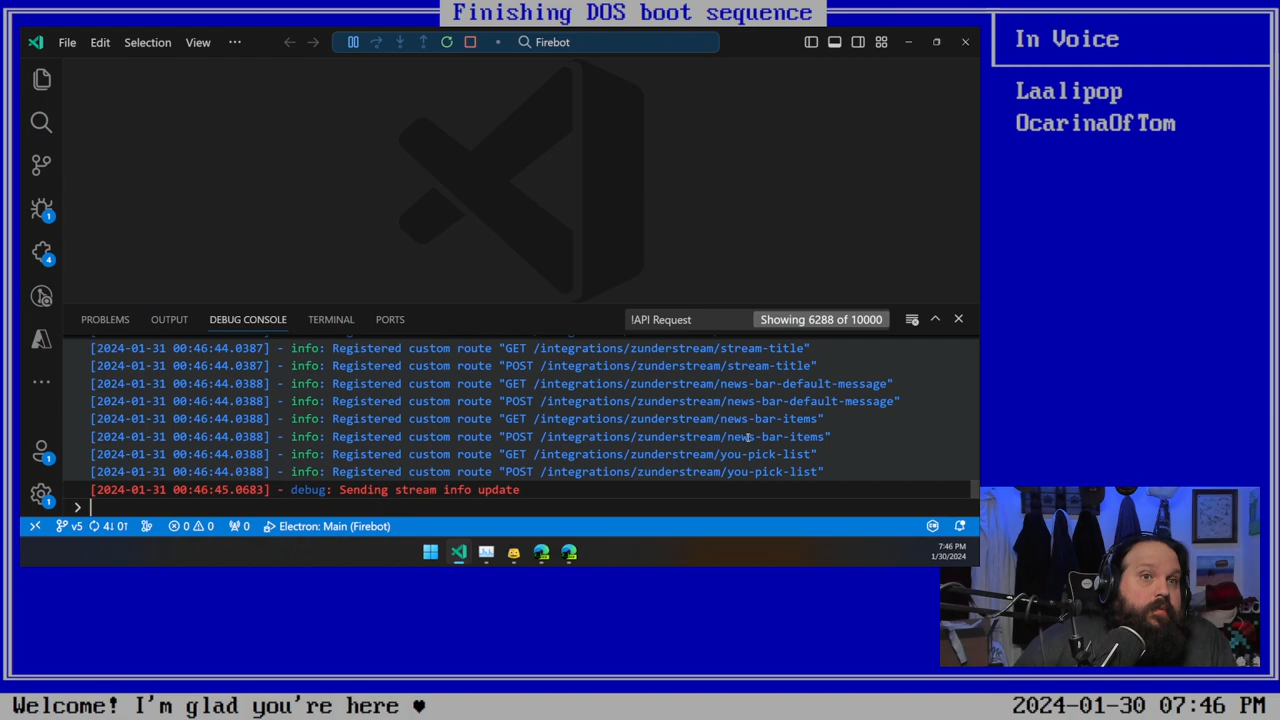 Finishing DOS boot sequence
File Edit Selection View ... Firebot
In Voice
Laalipop
OcarinaOfTom
1
4
PROBLEMS OUTPUT DEBUG CONSOLE TERMINAL PORTS !API Request Showing 6288 of 10000
[2024-01-31 00:46:44.0387] - info: Registered custom route "GET /integrations/zunderstream/stream-title"
[2024-01-31 00:46:44.0387] - info: Registered custom route "POST /integrations/zunderstream/stream-title"
[2024-01-31 00:46:44.0388] - info: Registered custom route "GET /integrations/zunderstream/news-bar-default-message"
[2024-01-31 00:46:44.0388] - info: Registered custom route "POST /integrations/zunderstream/news-bar-default-message"
[2024-01-31 00:46:44.0388] - info: Registered custom route "GET /integrations/zunderstream/news-bar-items"
[2024-01-31 00:46:44.0388] - info: Registered custom route "POST /integrations/zunderstream/news-bar-items"
[2024-01-31 00:46:44.0388] - info: Registered custom route "GET /integrations/zunderstream/you-pick-list"
[2024-01-31 00:46:44.0388] - info: Registered custom route "POST /integrations/zunderstream/you-pick-list"
[2024-01-31 00:46:45.0683] - debug: Sending stream info update
>
1
1
v5 4↓ 0↑ 0 0 0 Electron: Main (Firebot)
7:46 PM
1/30/2024
Welcome! I'm glad you're here ♥ 2024-01-30 07:46 PM